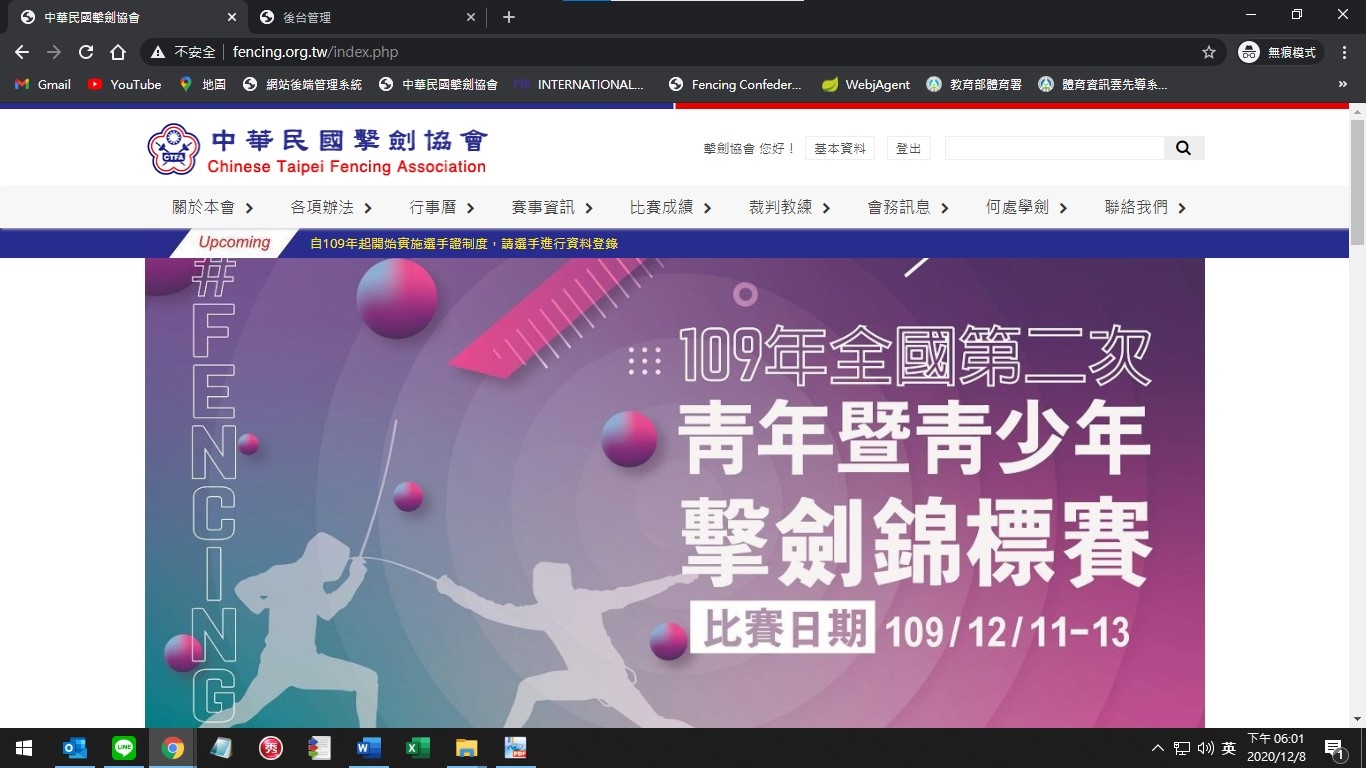 中華民國擊劍協會
後台管理
不安全 fencing.org.tw/index.php
無痕模式
Gmail YouTube 地圖 網站後端管理系統 中華民國擊劍協會 FIE INTERNATIONAL... Fencing Confeder... WebjAgent 教育部體育署 體育資訊雲先導系...
CTFA
中華民國擊劍協會
Chinese Taipei Fencing Association
擊劍協會 您好！ 基本資料 登出
關於本會 各項辦法 行事曆 賽事資訊 比賽成績 裁判教練 會務訊息 何處學劍 聯絡我們
Upcoming 自109年起開始實施選手證制度，請選手進行資料登錄
#FENCING
109年全國第二次
青年暨青少年
擊劍錦標賽
比賽日期 109/12/11-13
LINE
秀
PDF
英
下午 06:01
2020/12/8
1